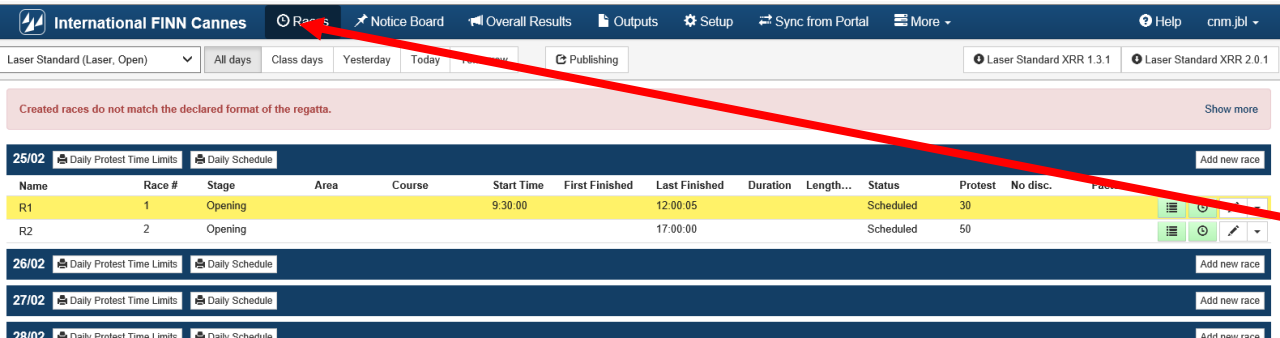 International FINN Cannes Races Notice Board Overall Results Outputs Setup Sync from Portal More Help cnm.jbl
Laser Standard (Laser, Open) All days Class days Yesterday Today Publishing Laser Standard XRR 1.3.1 Laser Standard XRR 2.0.1
Created races do not match the declared format of the regatta. Show more
25/02 Daily Protest Time Limits Daily Schedule Add new race
Name Race # Stage Area Course Start Time First Finished Last Finished Duration Length... Status Protest No disc.
R1 1 Opening 9:30:00 12:00:05 Scheduled 30
R2 2 Opening 17:00:00 Scheduled 50
26/02 Daily Protest Time Limits Daily Schedule Add new race
27/02 Daily Protest Time Limits Daily Schedule Add new race
28/02 Daily Protest Time Limits Daily Schedule Add new race